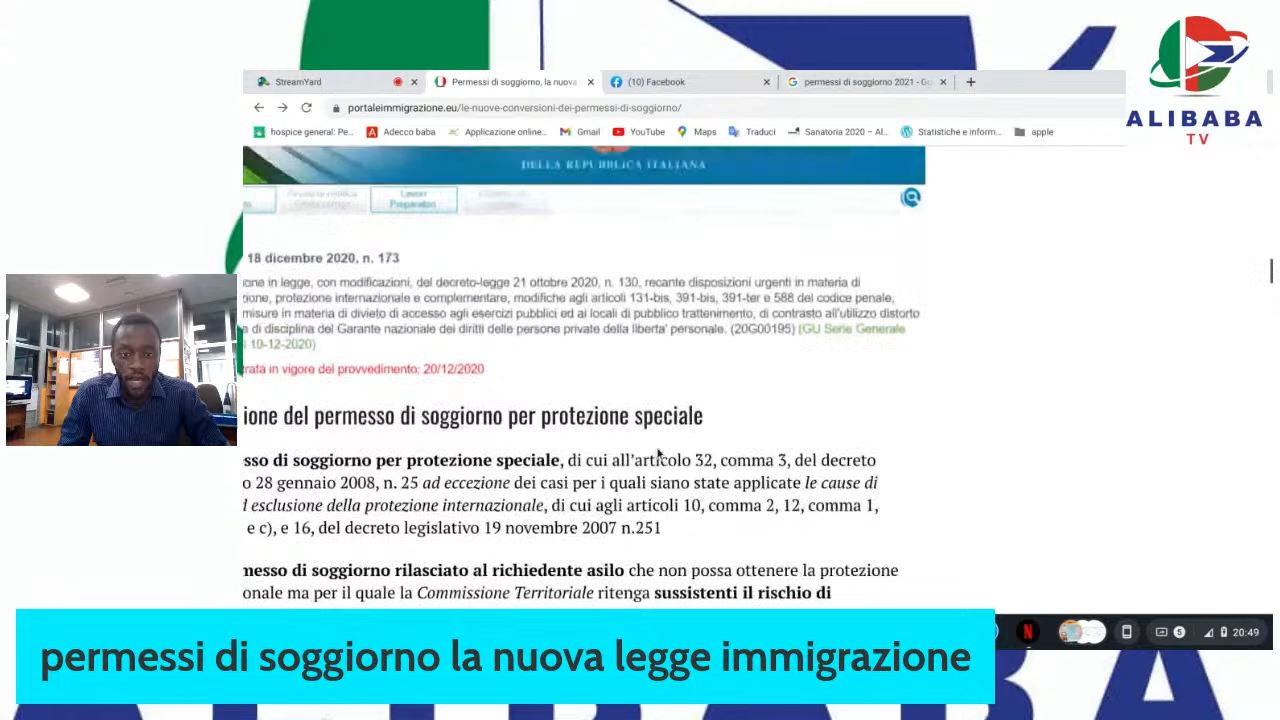 StreamYard
Permessi di soggiorno, la nuova
(10) Facebook
permessi di soggiorno 2021 - Go
portaleimmigrazione.eu/le-nuove-conversioni-dei-permessi-di-soggiorno/
hospice general: Pe...
Adecco baba
Applicazione online...
Gmail
YouTube
Maps
Traduci
Sanatoria 2020 – Al...
Statistiche e inform...
apple
ALIBABA
TV
DELLA REPUBBLICA ITALIANA
Lavori
Preparatori
18 dicembre 2020, n. 173
one in legge, con modificazioni, del decreto-legge 21 ottobre 2020, n. 130, recante disposizioni urgenti in materia di
zione, protezione internazionale e complementare, modifiche agli articoli 131-bis, 391-bis, 391-ter e 588 del codice penale,
misure in materia di divieto di accesso agli esercizi pubblici ed ai locali di pubblico trattenimento, di contrasto all'utilizzo distorto
a di disciplina del Garante nazionale dei diritti delle persone private della liberta' personale. (20G00195) (GU Serie Generale
19-12-2020)
rata in vigore del provvedimento: 20/12/2020
ione del permesso di soggiorno per protezione speciale
sso di soggiorno per protezione speciale, di cui all'articolo 32, comma 3, del decreto
o 28 gennaio 2008, n. 25 ad eccezione dei casi per i quali siano state applicate le cause di
d esclusione della protezione internazionale, di cui agli articoli 10, comma 2, 12, comma 1,
e c), e 16, del decreto legislativo 19 novembre 2007 n.251
messo di soggiorno rilasciato al richiedente asilo che non possa ottenere la protezione
onale ma per il quale la Commissione Territoriale ritenga sussistenti il rischio di
5
20:49
permessi di soggiorno la nuova legge immigrazione